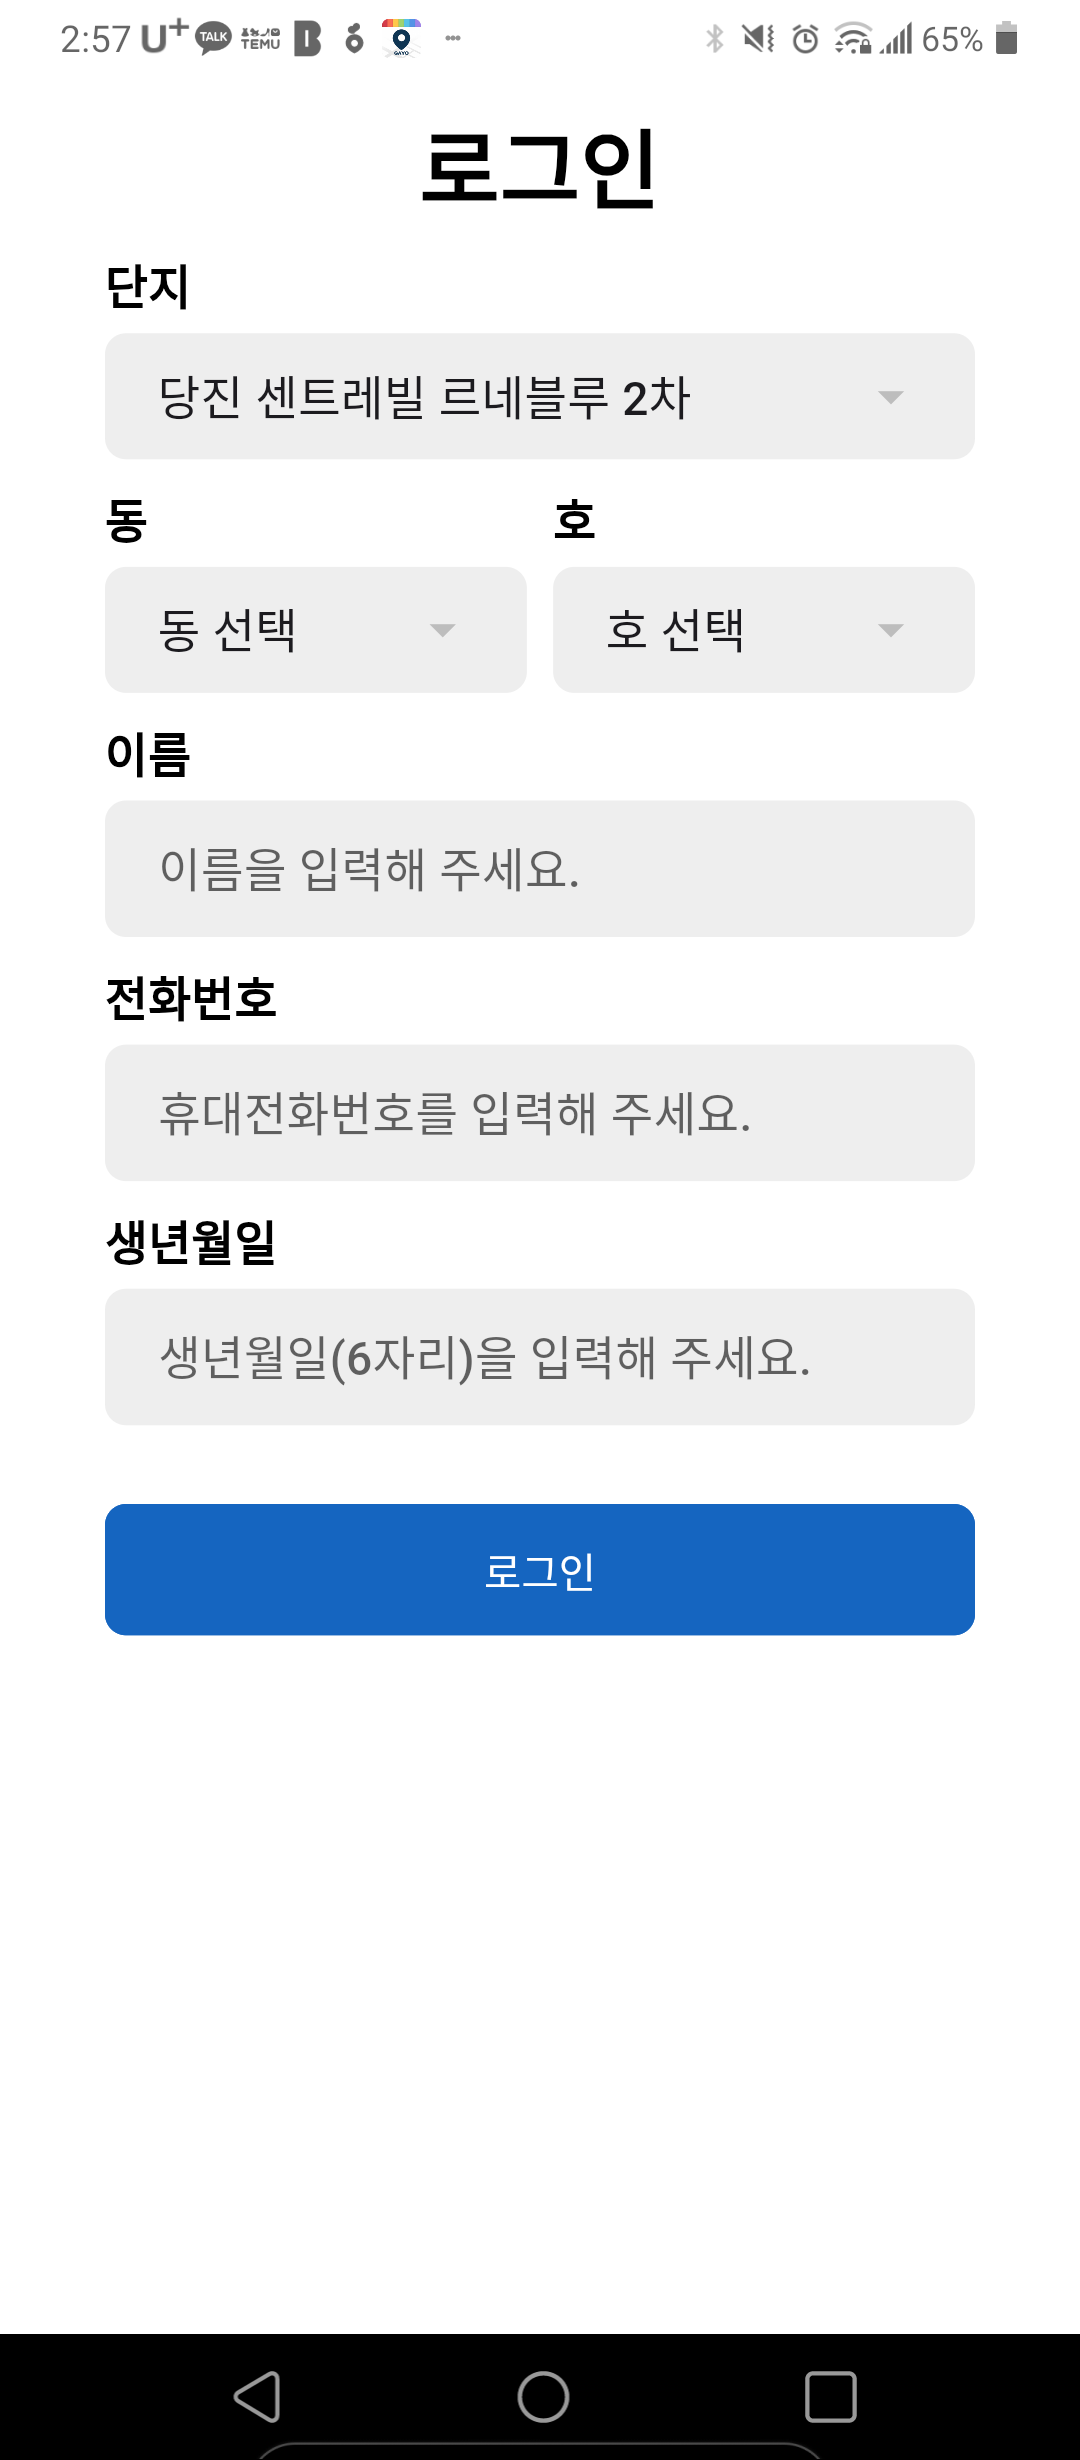 2:57 U+ TALK TEMU B GAYO 65%
로그인
단지
당진 센트레빌 르네블루 2차
동 호
동 선택 호 선택
이름
이름을 입력해 주세요.
전화번호
휴대전화번호를 입력해 주세요.
생년월일
생년월일(6자리)을 입력해 주세요.
로그인